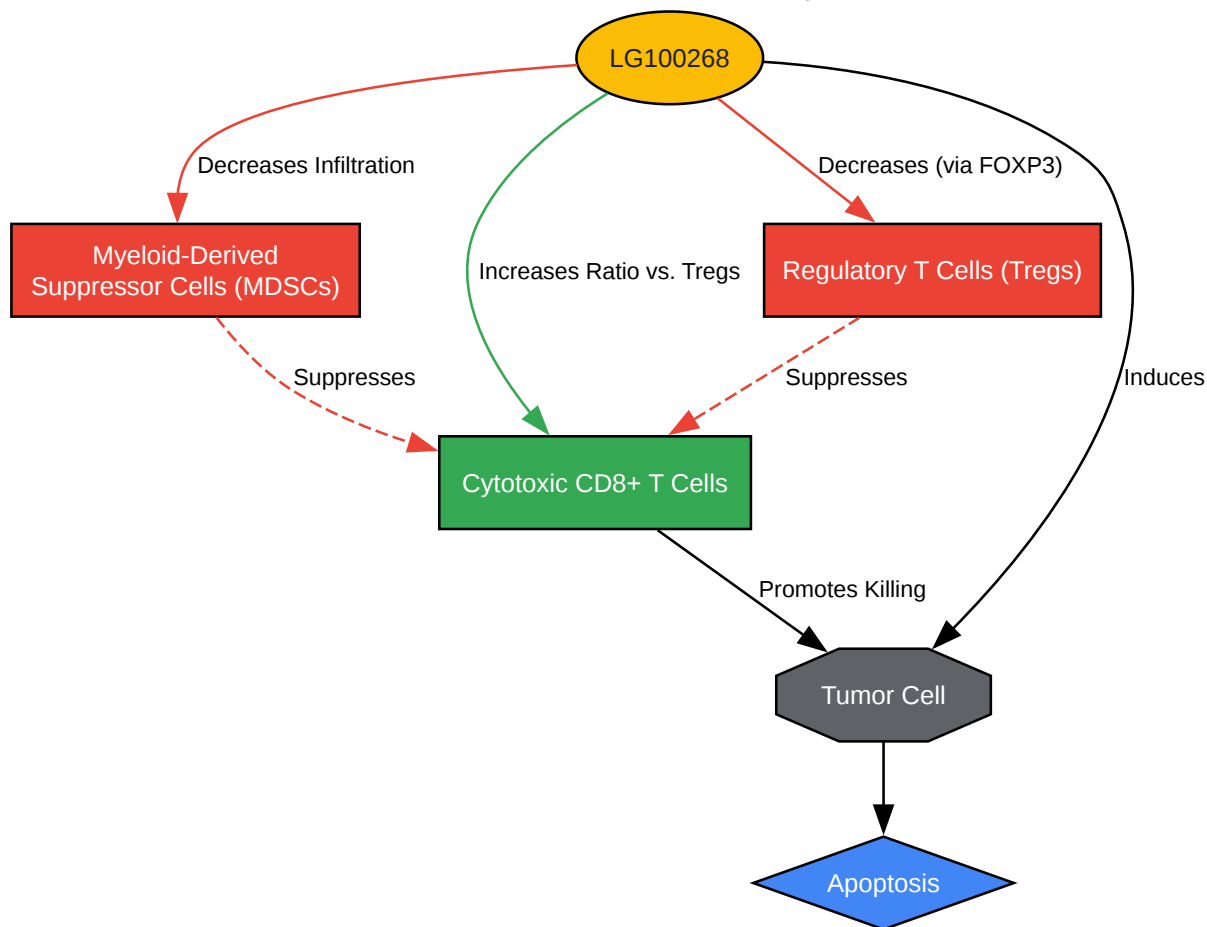 LG100268
Decreases Infiltration
Decreases (via FOXP3)
Myeloid-Derived
Suppressor Cells (MDSCs)
Increases Ratio vs. Tregs
Regulatory T Cells (Tregs)
Suppresses
Suppresses
Induces
Cytotoxic CD8+ T Cells
Promotes Killing
Tumor Cell
Apoptosis